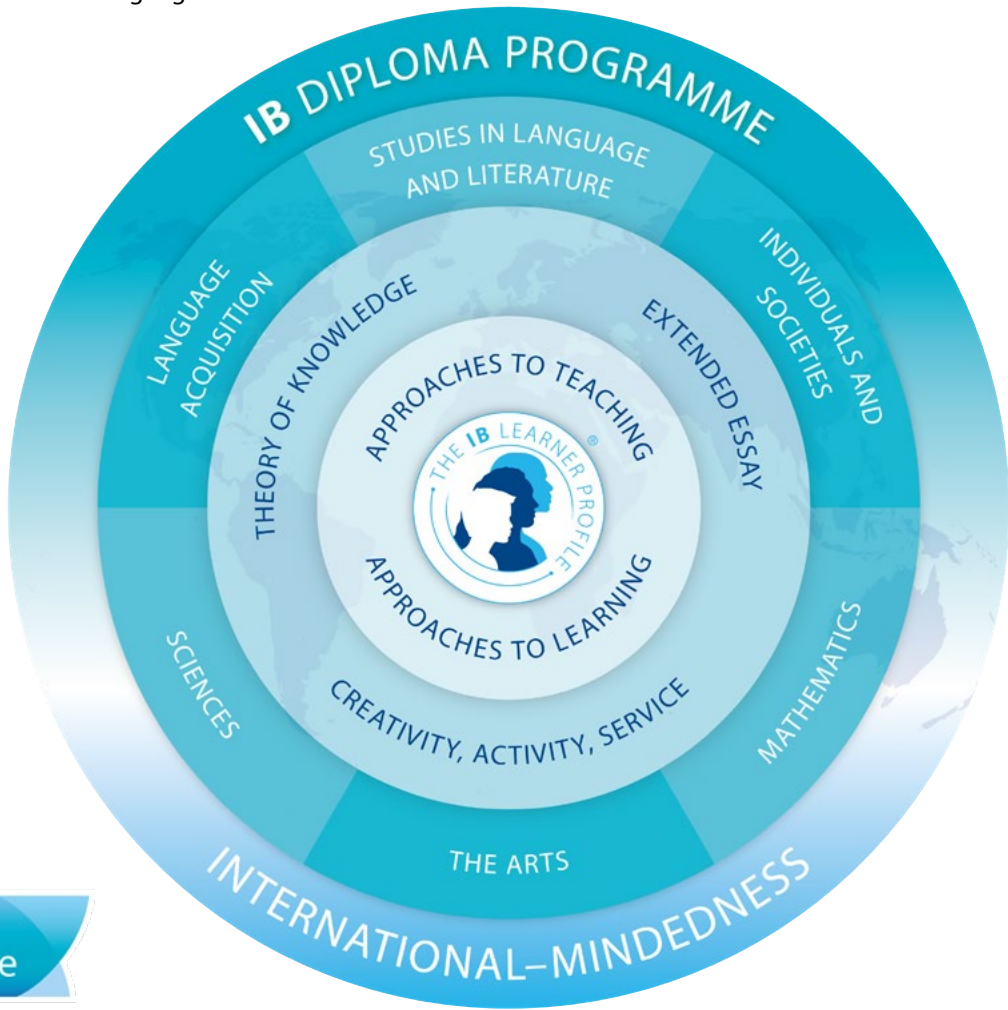 IB DIPLOMA PROGRAMME
STUDIES IN LANGUAGE
AND LITERATURE
LANGUAGE
ACQUISITION
INDIVIDUALS AND
SOCIETIES
THEORY OF KNOWLEDGE
EXTENDED ESSAY
APPROACHES TO TEACHING
THE IB LEARNER PROFILE®
APPROACHES TO LEARNING
CREATIVITY, ACTIVITY, SERVICE
SCIENCES
MATHEMATICS
THE ARTS
INTERNATIONAL–MINDEDNESS
e